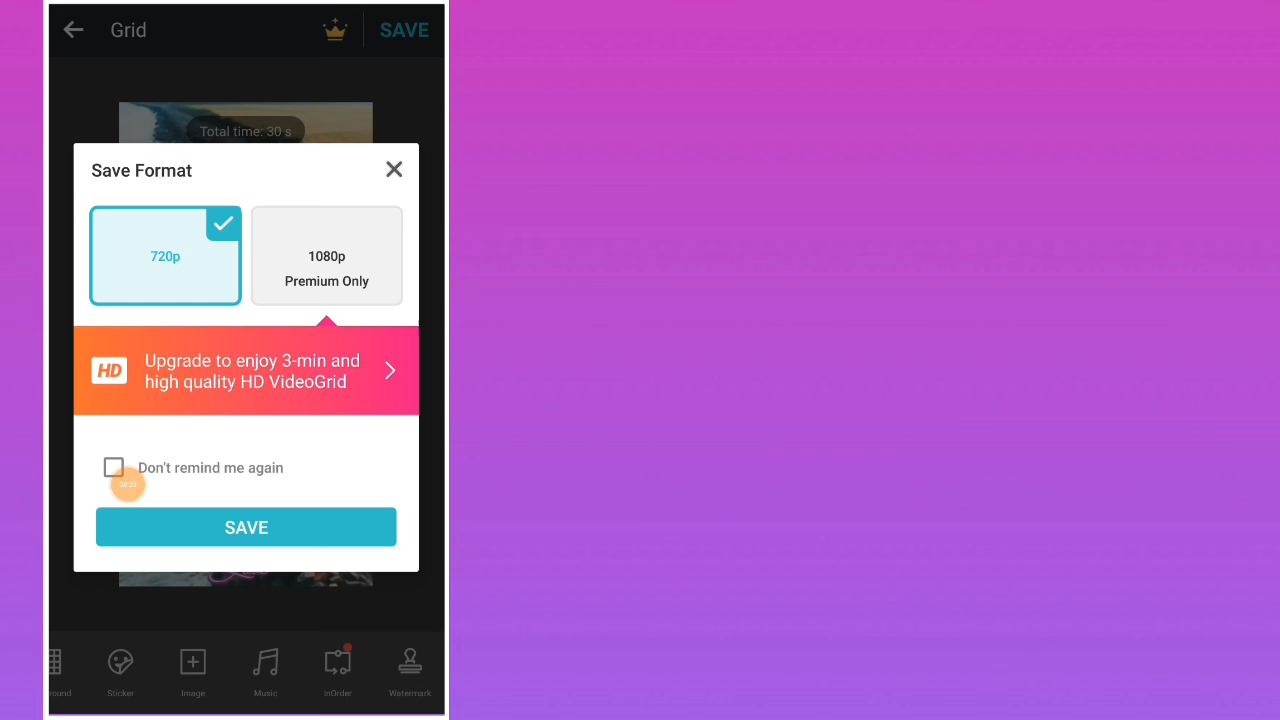 Grid
SAVE
Total time: 30 s
Save Format
720p
1080p
Premium Only
HD
Upgrade to enjoy 3-min and
high quality HD VideoGrid
Don't remind me again
SAVE
Sticker
Image
Music
InOrder
Watermark